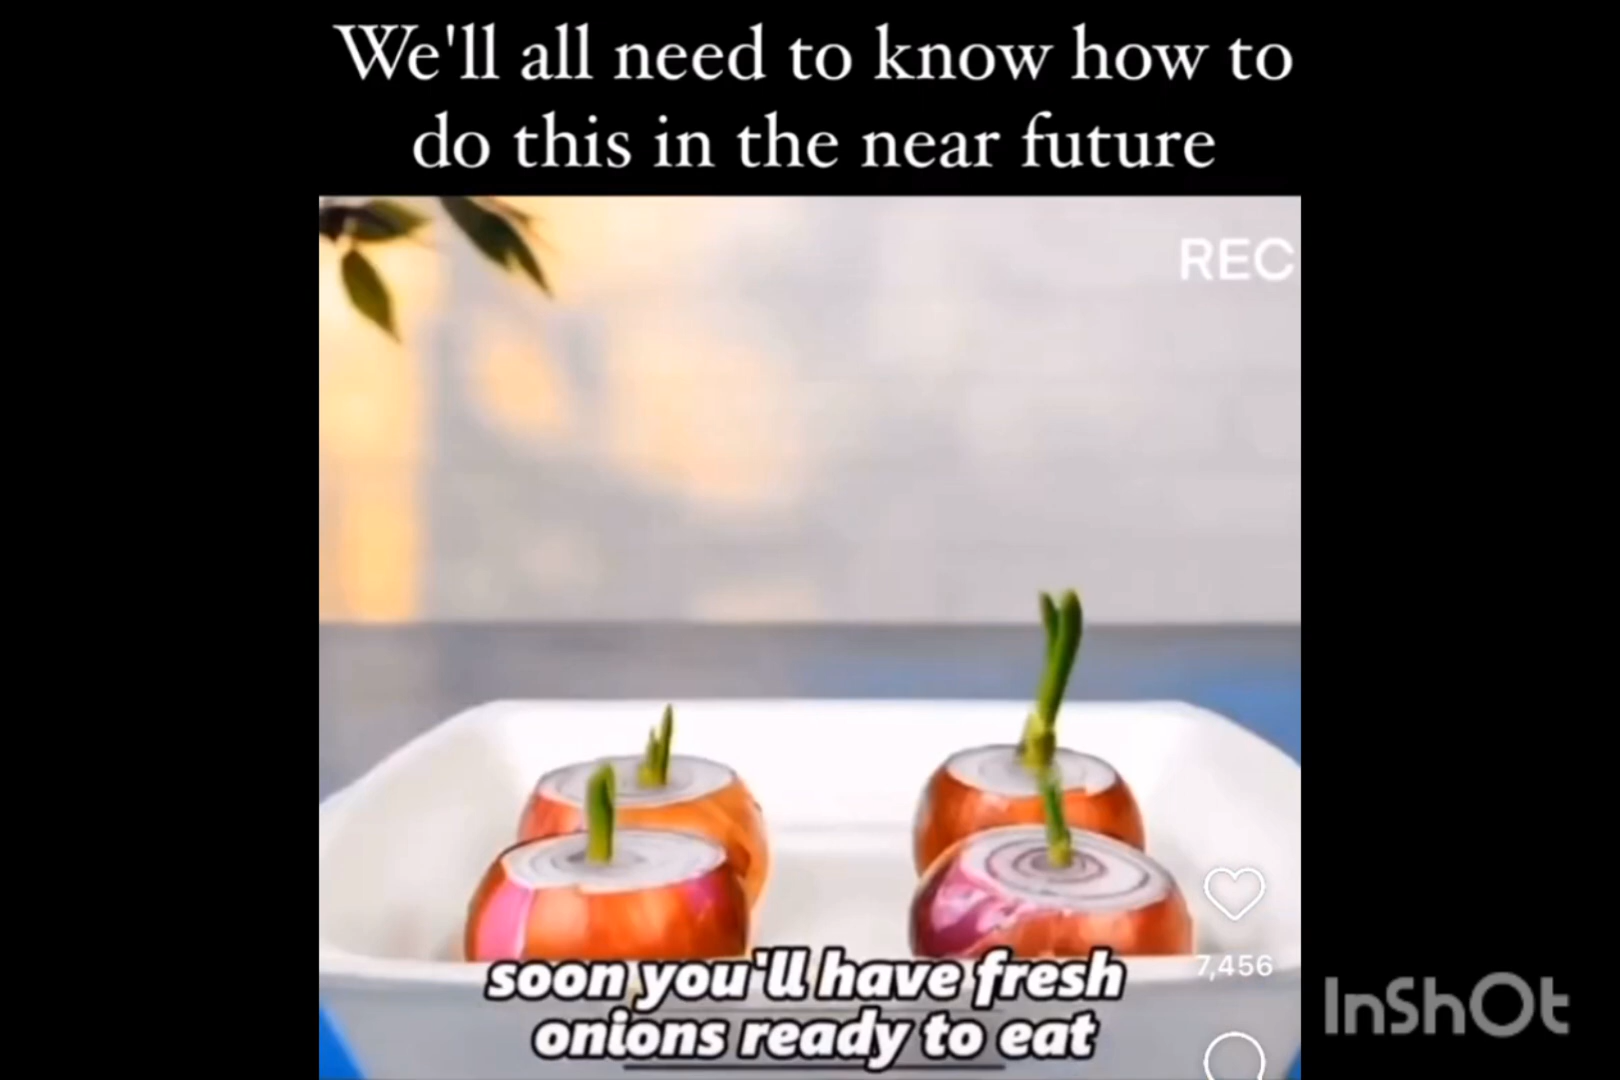 We'll all need to know how to
do this in the near future
REC
soon you'll have fresh
onions ready to eat
7,456
InShOt